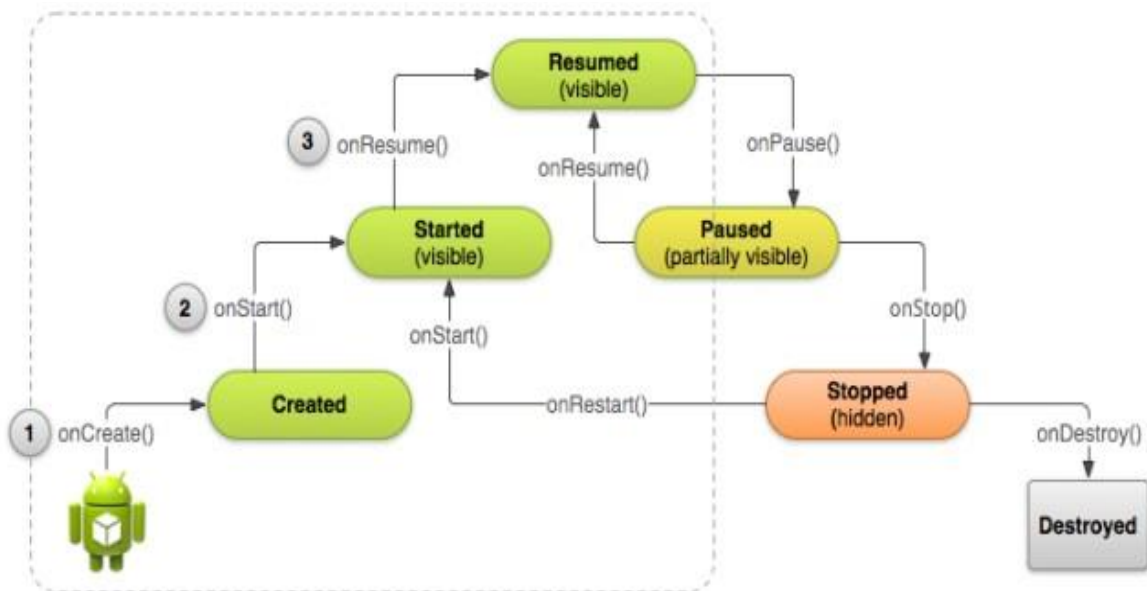 Resumed
(visible)
3
onResume()
onResume()
onPause()
Started
(visible)
Paused
(partially visible)
2
onStart()
onStart()
onStop()
Created
onRestart()
Stopped
(hidden)
1
onCreate()
onDestroy()
Destroyed